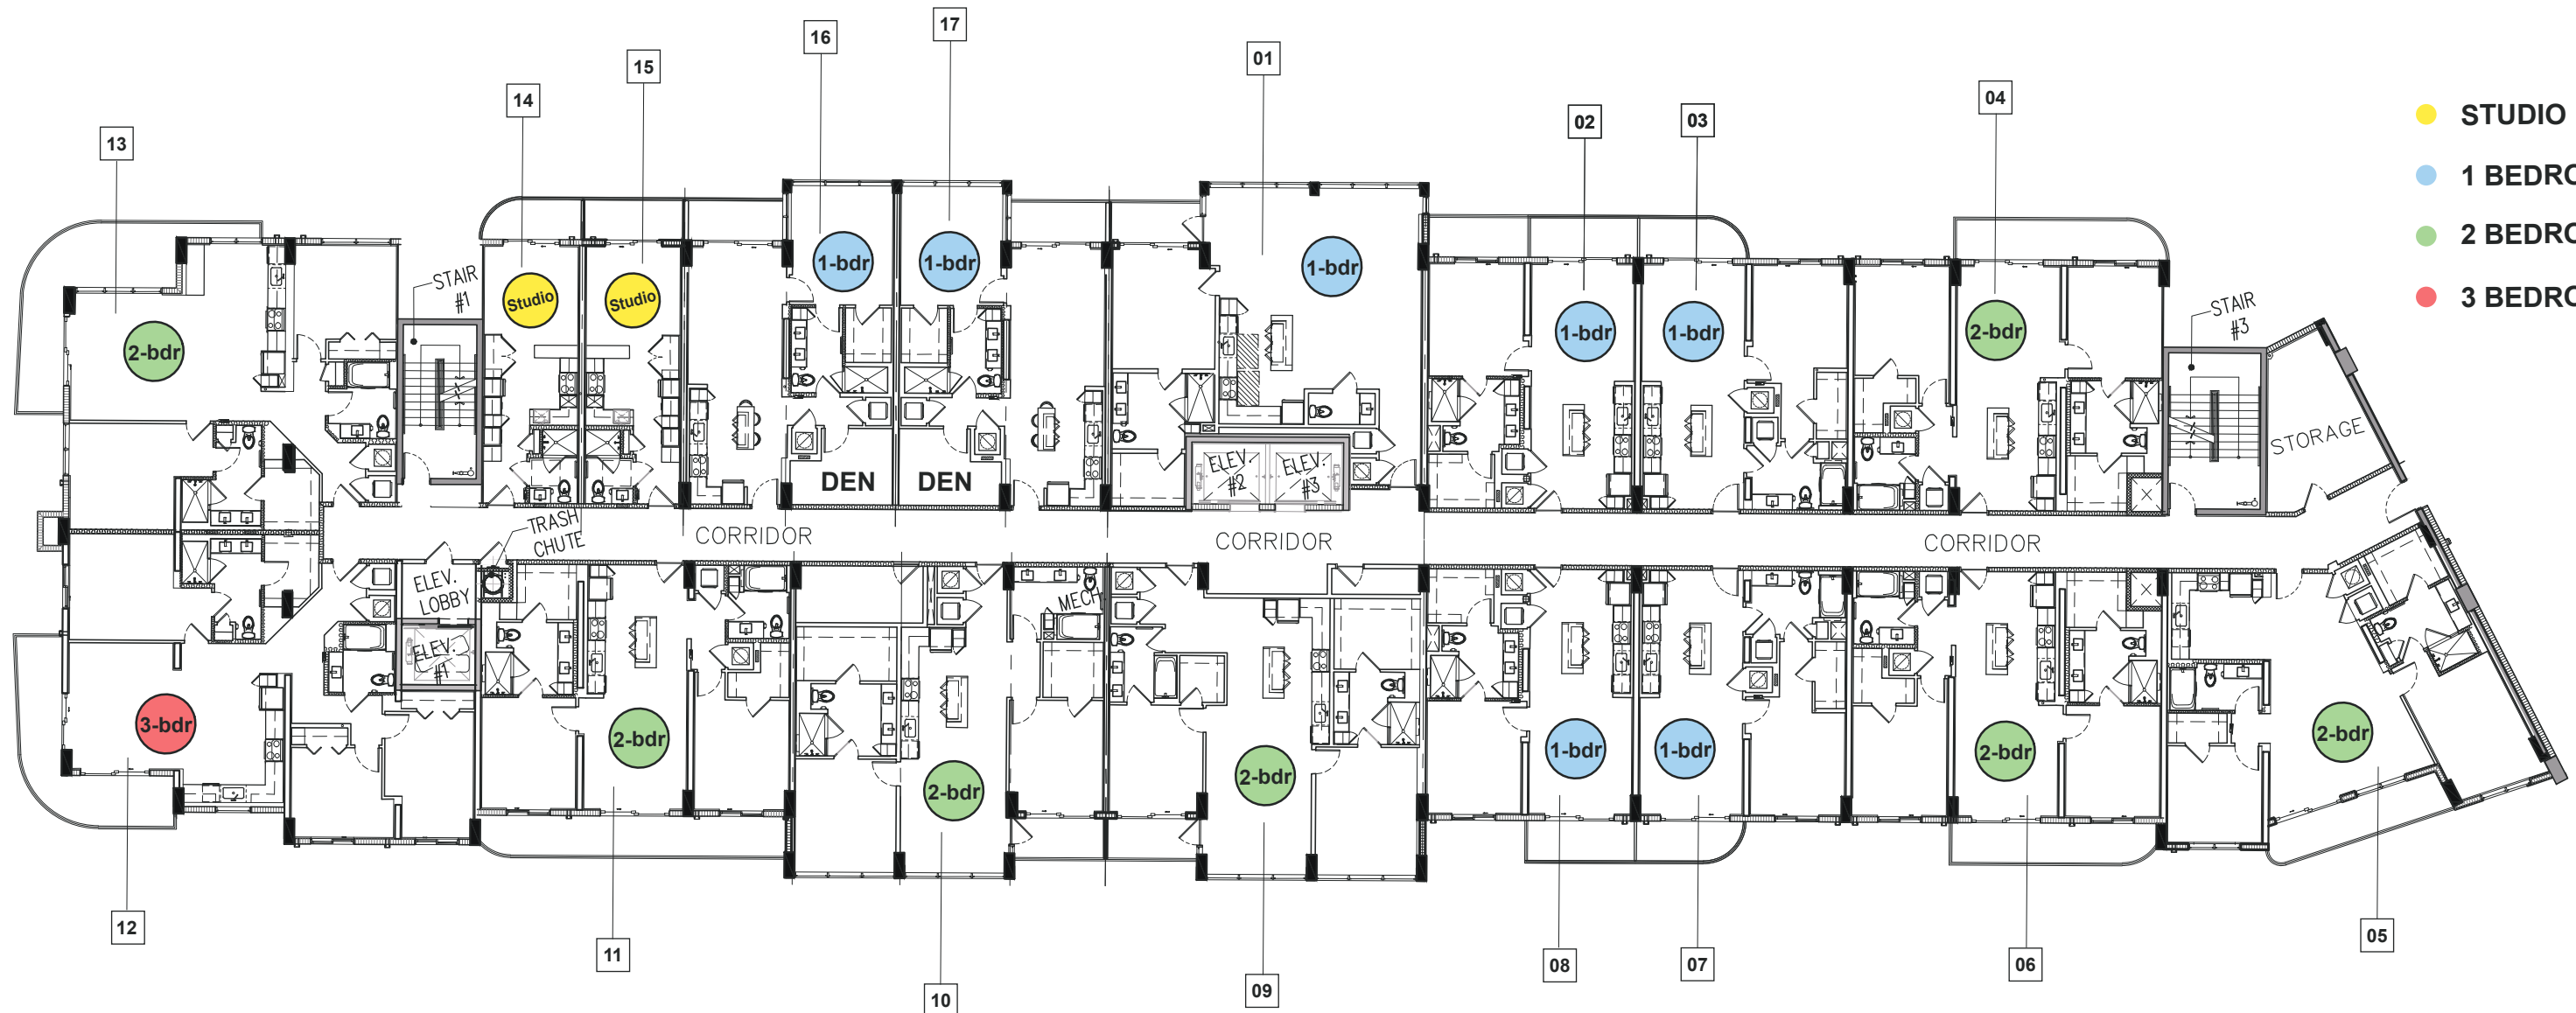 17
16
01
15
04
14
STUDIO
02
03
13
1 BEDRO
2 BEDRO
3 BEDRO
1-bdr
1-bdr
1-bdr
STAIR
#1
Studio
Studio
STAIR
#3
2-bdr
1-bdr
1-bdr
2-bdr
STORAGE
ELEV.
#2
ELEV.
#3
DEN
DEN
TRASH
CHUTE
CORRIDOR
CORRIDOR
CORRIDOR
ELEV.
LOBBY
MECH
ELEV.
#1
3-bdr
2-bdr
2-bdr
2-bdr
1-bdr
1-bdr
2-bdr
2-bdr
12
11
10
09
08
07
06
05